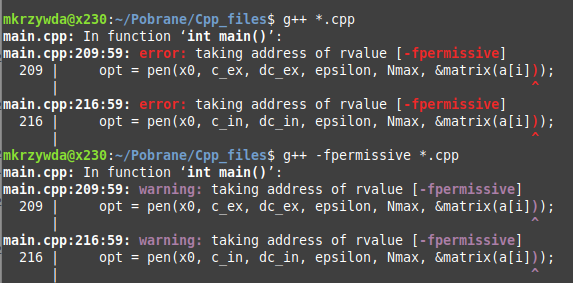 mkrzywda@x230:~/Pobrane/Cpp_files$ g++ *.cpp
main.cpp: In function ‘int main()’:
main.cpp:209:59: error: taking address of rvalue [-fpermissive]
209 | opt = pen(x0, c_ex, dc_ex, epsilon, Nmax, &matrix(a[i]));
| ^
main.cpp:216:59: error: taking address of rvalue [-fpermissive]
216 | opt = pen(x0, c_in, dc_in, epsilon, Nmax, &matrix(a[i]));
| ^
mkrzywda@x230:~/Pobrane/Cpp_files$ g++ -fpermissive *.cpp
main.cpp: In function ‘int main()’:
main.cpp:209:59: warning: taking address of rvalue [-fpermissive]
209 | opt = pen(x0, c_ex, dc_ex, epsilon, Nmax, &matrix(a[i]));
| ^
main.cpp:216:59: warning: taking address of rvalue [-fpermissive]
216 | opt = pen(x0, c_in, dc_in, epsilon, Nmax, &matrix(a[i]));
| ^